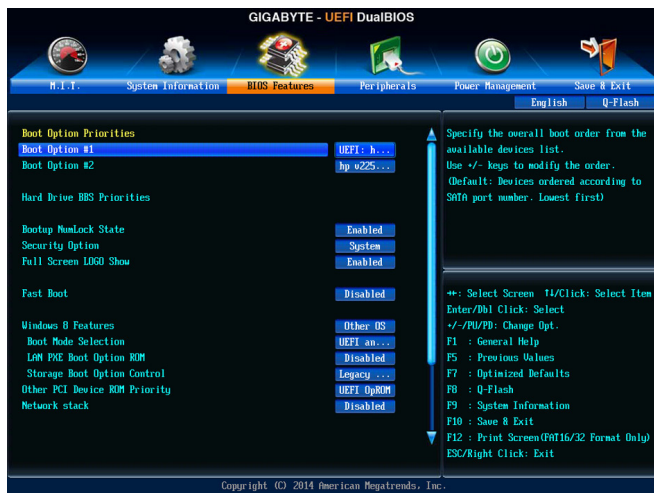 GIGABYTE - UEFI DualBIOS
M.I.T. System Information BIOS Features Peripherals Power Management Save & Exit
English Q-Flash
Boot Option Priorities
Boot Option #1 UEFI: h...
Boot Option #2 hp v225...
Hard Drive BBS Priorities
Bootup NumLock State Enabled
Security Option System
Full Screen LOGO Show Enabled
Fast Boot Disabled
Windows 8 Features Other OS
Boot Mode Selection UEFI an...
LAN PXE Boot Option ROM Disabled
Storage Boot Option Control Legacy ...
Other PCI Device ROM Priority UEFI OpROM
Network stack Disabled
Specify the overall boot order from the
available devices list.
Use +/- keys to modify the order.
(Default: Devices ordered according to
SATA port number. Lowest first)
→←: Select Screen ↑↓/Click: Select Item
Enter/Dbl Click: Select
+/-/PU/PD: Change Opt.
F1 : General Help
F5 : Previous Values
F7 : Optimized Defaults
F8 : Q-Flash
F9 : System Information
F10 : Save & Exit
F12 : Print Screen(FAT16/32 Format Only)
ESC/Right Click: Exit
Copyright (C) 2014 American Megatrends, Inc.